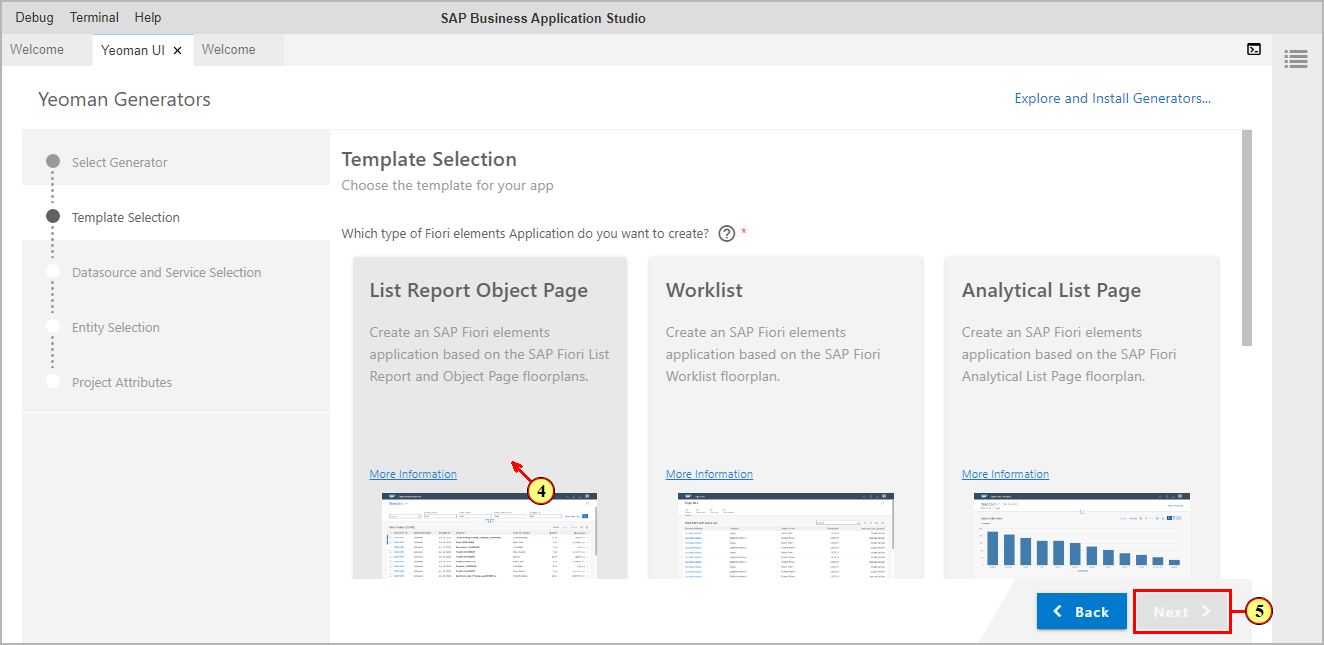 Debug Terminal Help
SAP Business Application Studio
Welcome
Yeoman UI
Welcome
Yeoman Generators
Explore and Install Generators...
Select Generator
Template Selection
Datasource and Service Selection
Entity Selection
Project Attributes
Template Selection
Choose the template for your app
Which type of Fiori elements Application do you want to create? ? *
List Report Object Page
Create an SAP Fiori elements
application based on the SAP Fiori List
Report and Object Page floorplans.
More Information
4
Worklist
Create an SAP Fiori elements
application based on the SAP Fiori
Worklist floorplan.
More Information
Analytical List Page
Create an SAP Fiori elements
application based on the SAP Fiori
Analytical List Page floorplan.
More Information
Back
Next
5